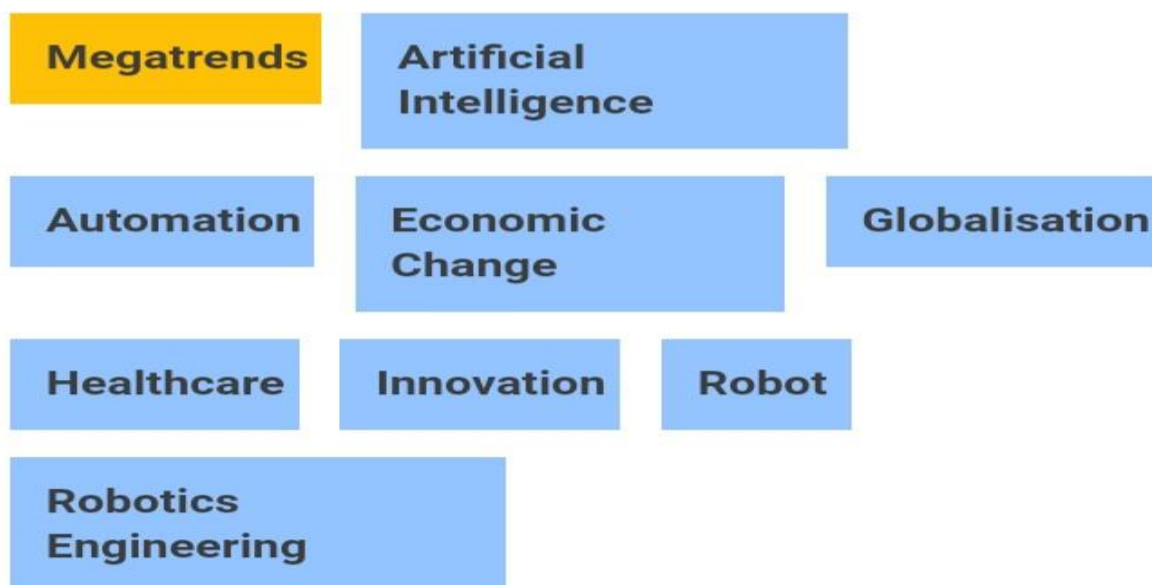 Megatrends
Artificial
Intelligence
Automation
Economic
Change
Globalisation
Healthcare
Innovation
Robot
Robotics
Engineering